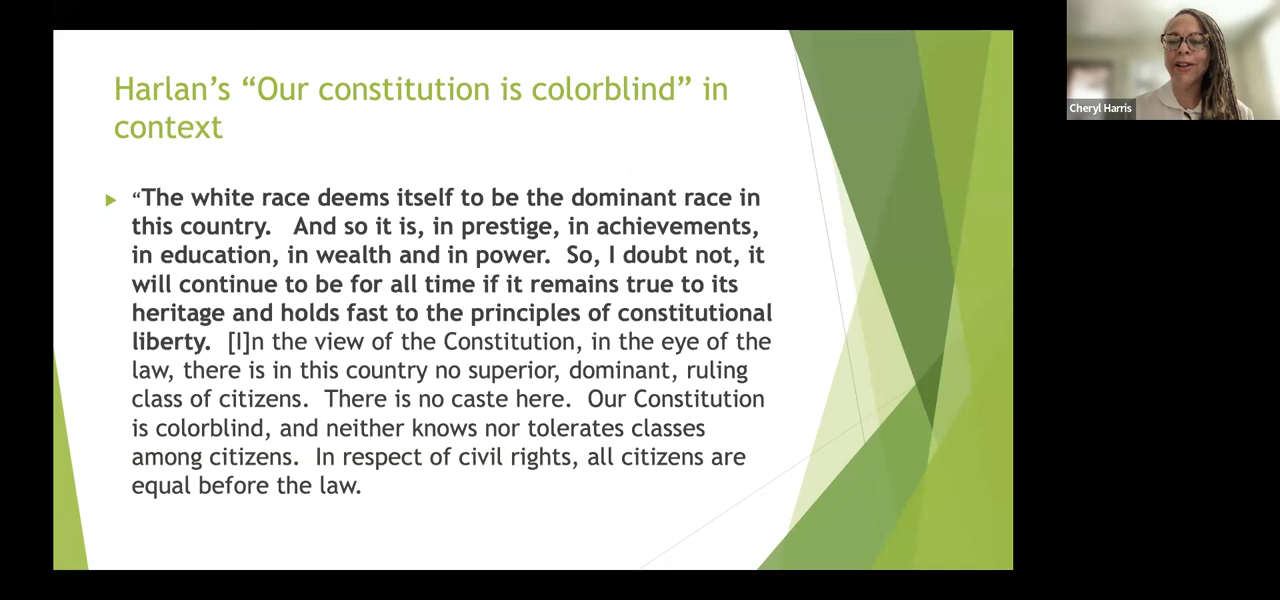 Harlan's “Our constitution is colorblind” in
context
“The white race deems itself to be the dominant race in
this country. And so it is, in prestige, in achievements,
in education, in wealth and in power. So, I doubt not, it
will continue to be for all time if it remains true to its
heritage and holds fast to the principles of constitutional
liberty. [I]n the view of the Constitution, in the eye of the
law, there is in this country no superior, dominant, ruling
class of citizens. There is no caste here. Our Constitution
is colorblind, and neither knows nor tolerates classes
among citizens. In respect of civil rights, all citizens are
equal before the law.
Cheryl Harris